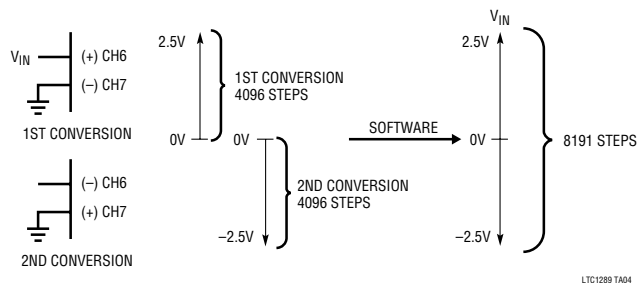 V_IN
(+) CH6
(–) CH7
1ST CONVERSION
(–) CH6
(+) CH7
2ND CONVERSION
2.5V
0V
1ST CONVERSION
4096 STEPS
0V
–2.5V
2ND CONVERSION
4096 STEPS
SOFTWARE
V_IN
2.5V
0V
–2.5V
8191 STEPS
LTC1289 TA04